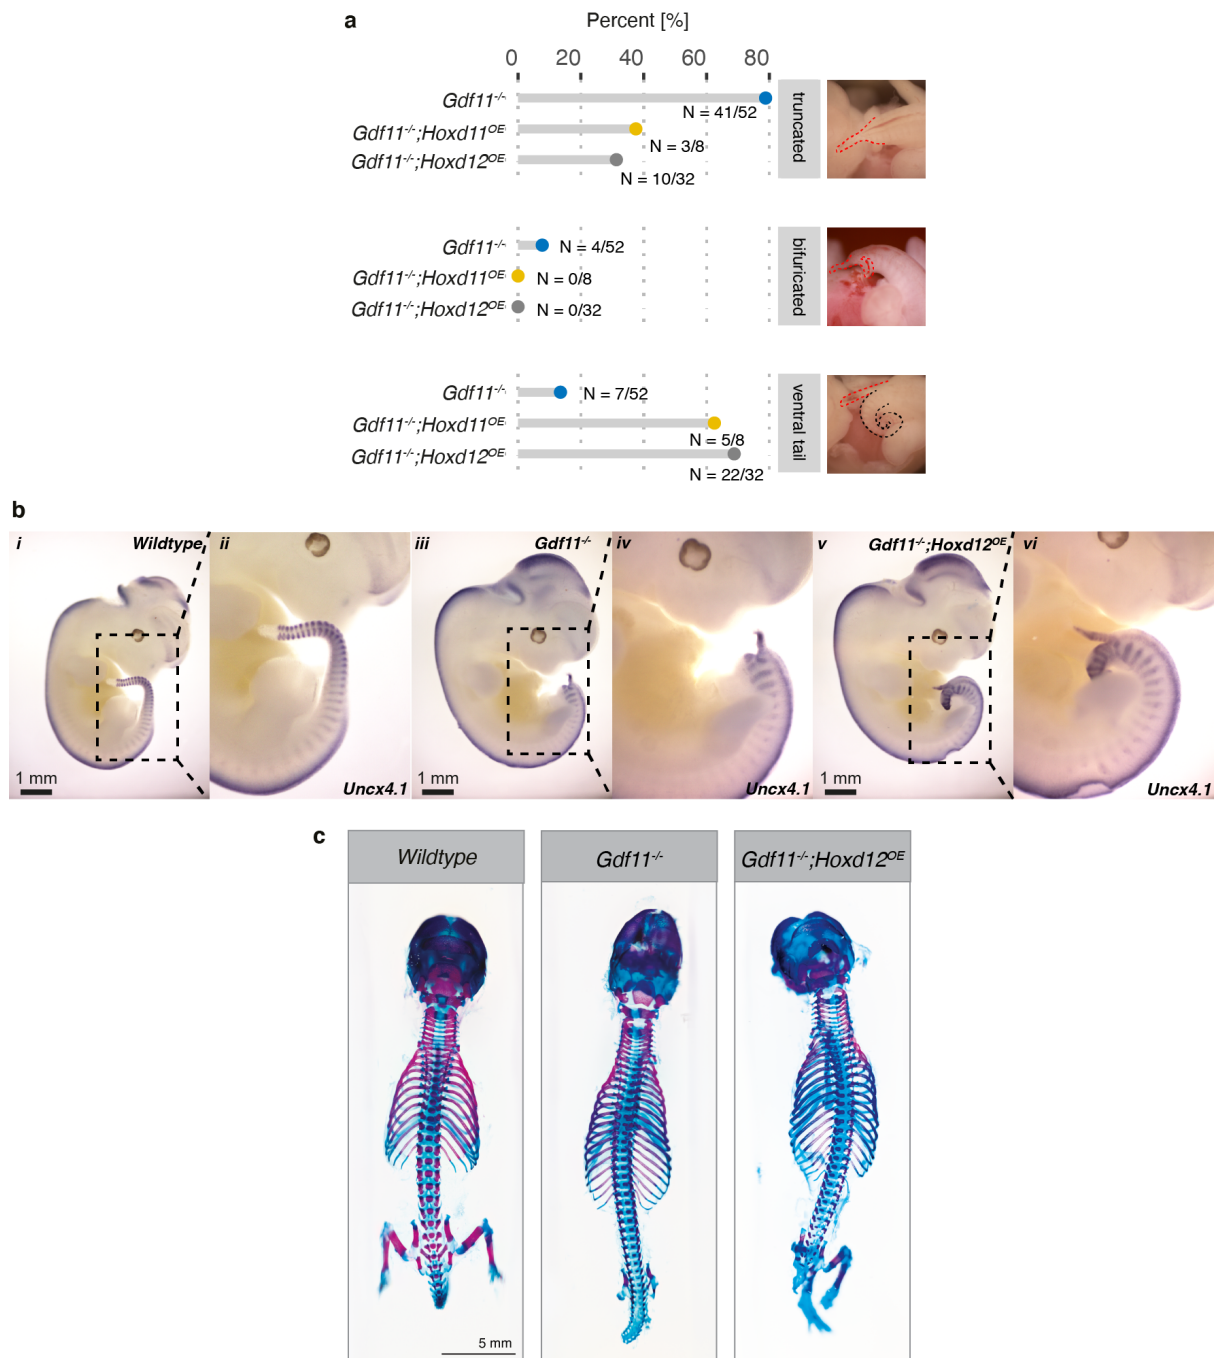 a
Percent [%]
0 20 40 60 80
Gdf11-/-
N = 41/52
Gdf11-/-;Hoxd11OE
N = 3/8
Gdf11-/-;Hoxd12OE
N = 10/32
truncated
Gdf11-/-
N = 4/52
Gdf11-/-;Hoxd11OE
N = 0/8
Gdf11-/-;Hoxd12OE
N = 0/32
bifuricated
Gdf11-/-
N = 7/52
Gdf11-/-;Hoxd11OE
N = 5/8
Gdf11-/-;Hoxd12OE
N = 22/32
ventral tail
b
i Wildtype
1 mm
ii
Uncx4.1
iii Gdf11-/-
1 mm
iv
Uncx4.1
v Gdf11-/-;Hoxd12OE
1 mm
vi
Uncx4.1
c
Wildtype
5 mm
Gdf11-/-
Gdf11-/-;Hoxd12OE